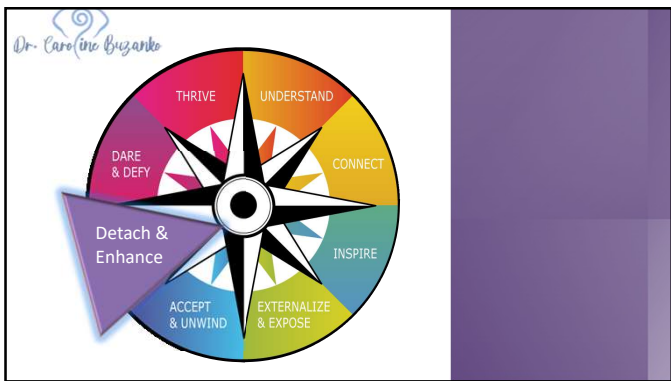 Dr. Caroline Buzanko
THRIVE
UNDERSTAND
DARE
& DEFY
CONNECT
Detach &
Enhance
INSPIRE
ACCEPT
& UNWIND
EXTERNALIZE
& EXPOSE